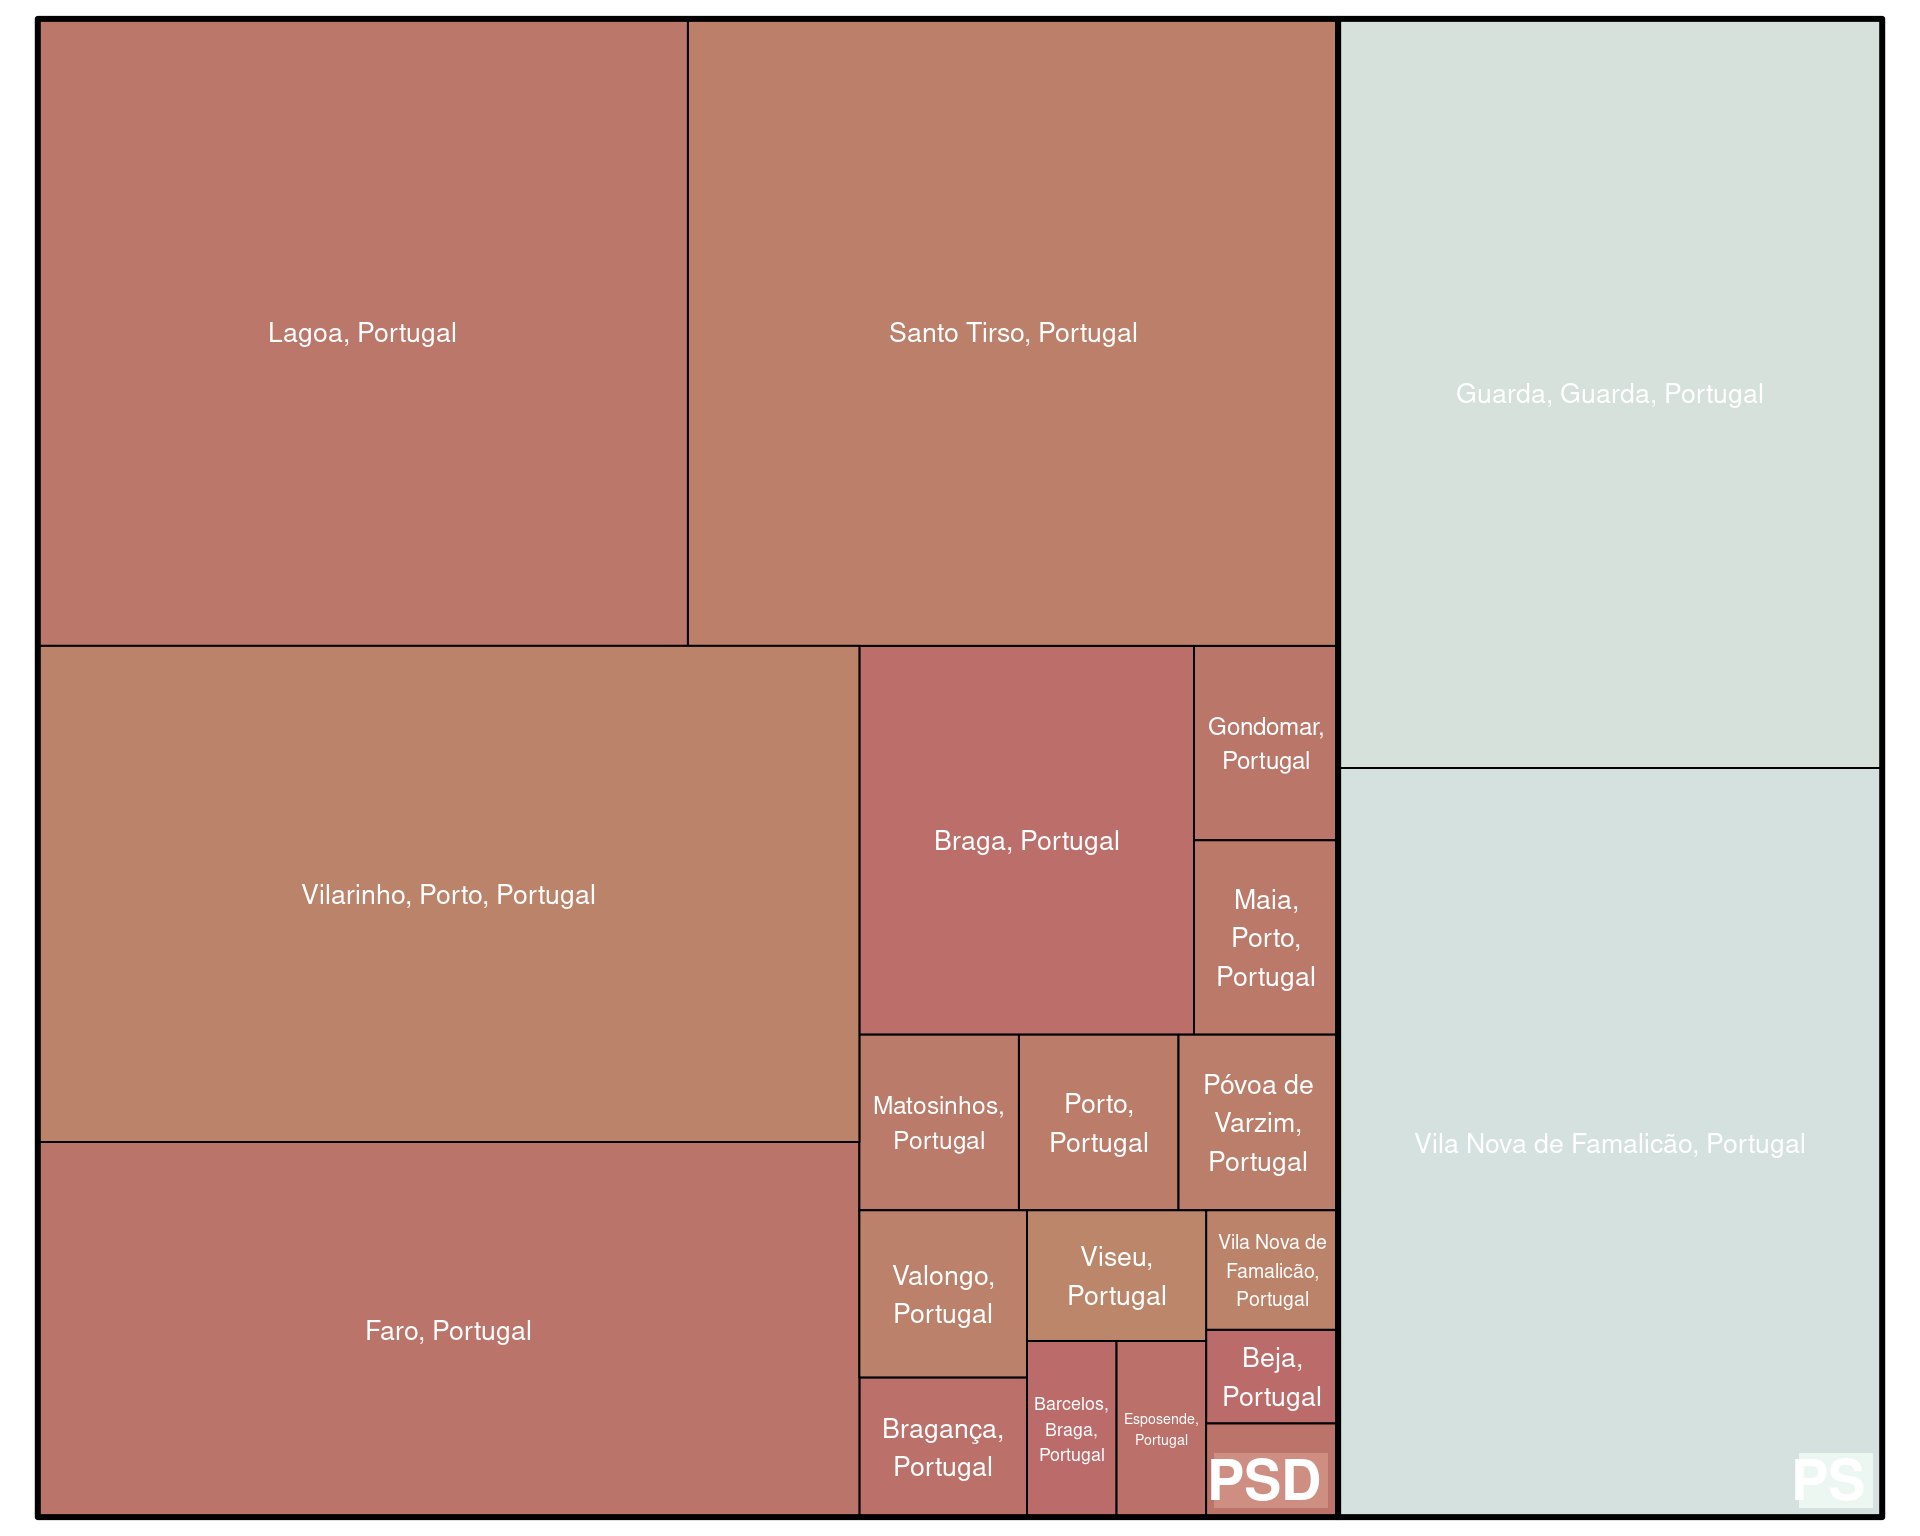 Lagoa, Portugal
Santo Tirso, Portugal
Guarda, Guarda, Portugal
Vilarinho, Porto, Portugal
Braga, Portugal
Gondomar,
Portugal
Maia,
Porto,
Portugal
Matosinhos,
Portugal
Porto,
Portugal
Póvoa de
Varzim,
Portugal
Vila Nova de Famalicão, Portugal
Faro, Portugal
Valongo,
Portugal
Viseu,
Portugal
Vila Nova de
Famalicão,
Portugal
Beja,
Portugal
Bragança,
Portugal
Barcelos,
Braga,
Portugal
Esposende,
Portugal
PSD
PS